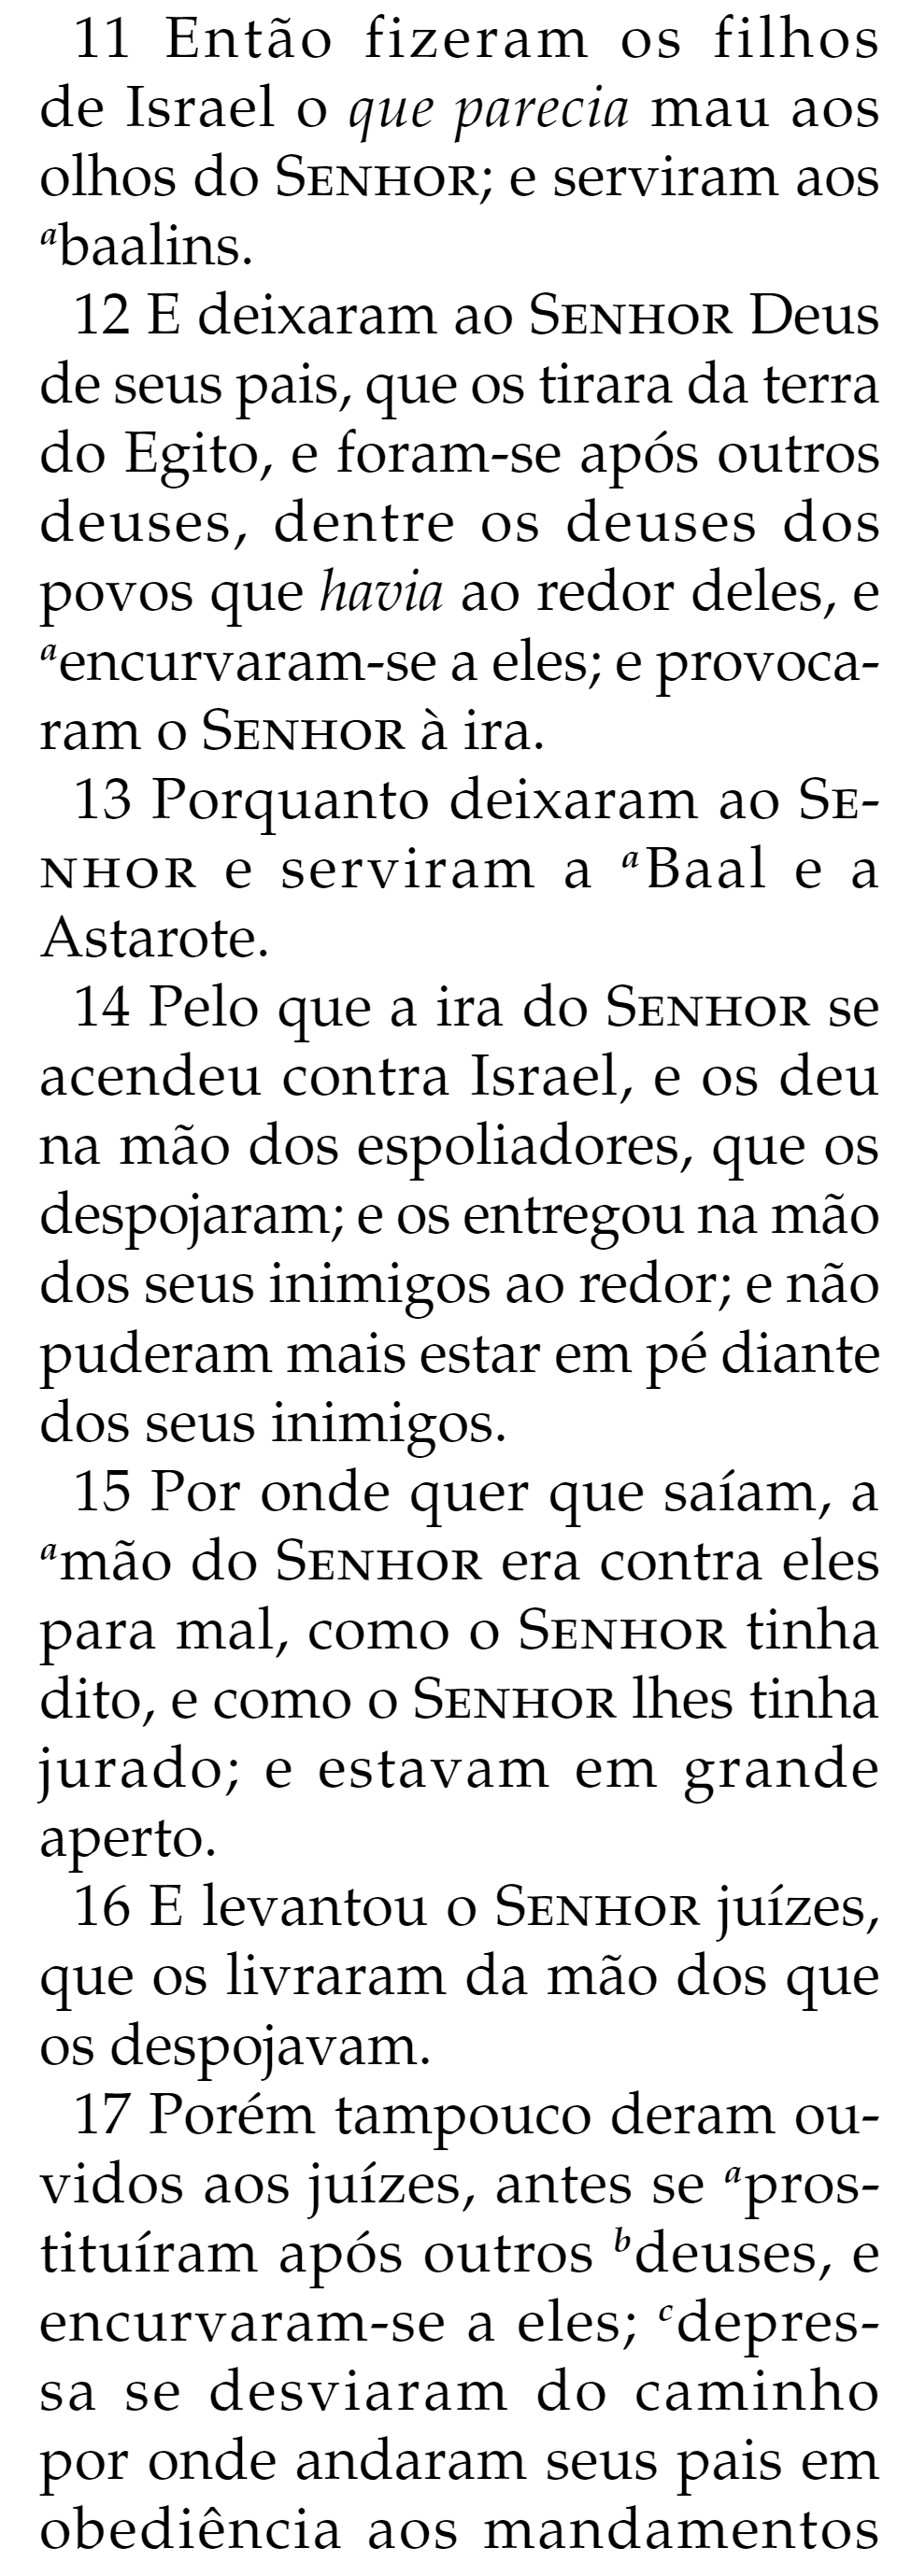 11 Então fizeram os filhos
de Israel o que parecia mau aos
olhos do SENHOR; e serviram aos
abaalins.
12 E deixaram ao SENHOR Deus
de seus pais, que os tirara da terra
do Egito, e foram-se após outros
deuses, dentre os deuses dos
povos que havia ao redor deles, e
aencurvaram-se a eles; e provoca-
ram o SENHOR à ira.
13 Porquanto deixaram ao SE-
NHOR e serviram a aBaal e a
Astarote.
14 Pelo que a ira do SENHOR se
acendeu contra Israel, e os deu
na mão dos espoliadores, que os
despojaram; e os entregou na mão
dos seus inimigos ao redor; e não
puderam mais estar em pé diante
dos seus inimigos.
15 Por onde quer que saíam, a
amão do SENHOR era contra eles
para mal, como o SENHOR tinha
dito, e como o SENHOR lhes tinha
jurado; e estavam em grande
aperto.
16 E levantou o SENHOR juízes,
que os livraram da mão dos que
os despojavam.
17 Porém tampouco deram ou-
vidos aos juízes, antes se apros-
tituíram após outros bdeuses, e
encurvaram-se a eles; cdepres-
sa se desviaram do caminho
por onde andaram seus pais em
obediência aos mandamentos